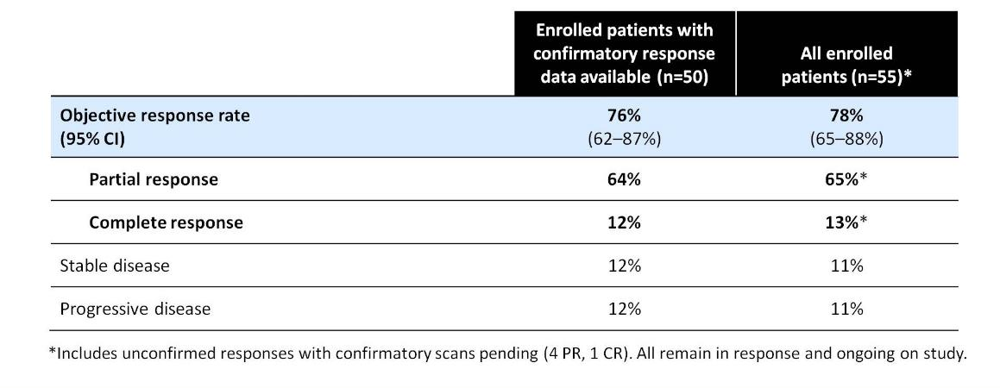 Enrolled patients with
confirmatory response
data available (n=50)
All enrolled
patients (n=55)*
Objective response rate
(95% CI)
76%
(62–87%)
78%
(65–88%)
Partial response 64% 65%*
Complete response 12% 13%*
Stable disease 12% 11%
Progressive disease 12% 11%
*Includes unconfirmed responses with confirmatory scans pending (4 PR, 1 CR). All remain in response and ongoing on study.